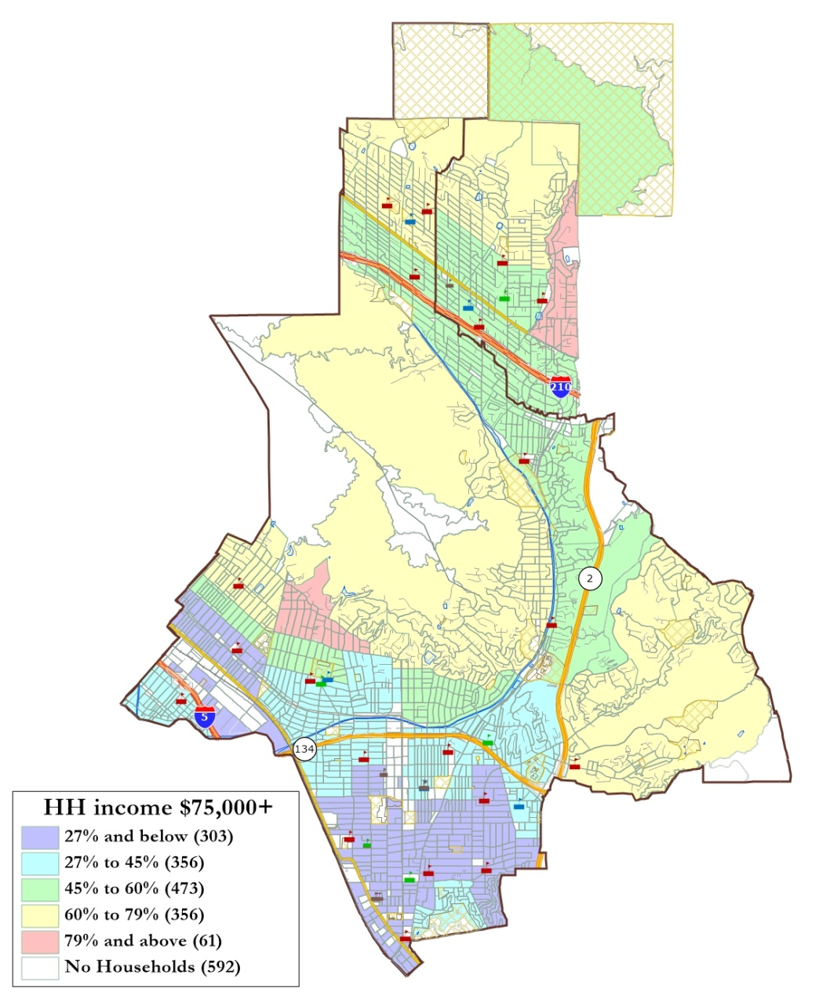 210
2
5
134
HH income $75,000+
27% and below (303)
27% to 45% (356)
45% to 60% (473)
60% to 79% (356)
79% and above (61)
No Households (592)